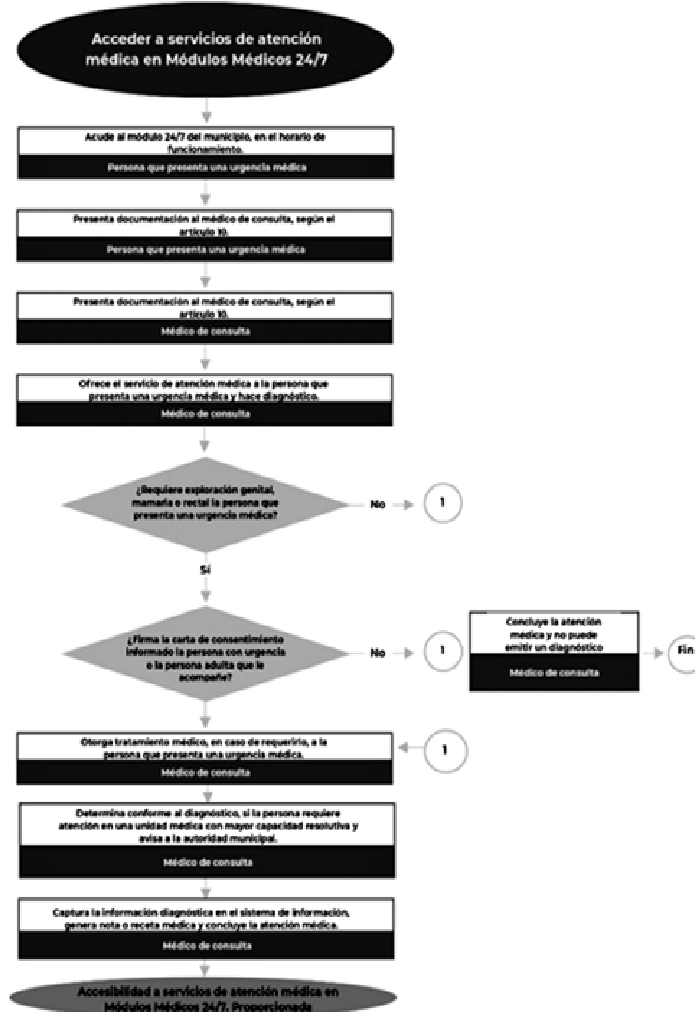 Acceder a servicios de atención
médica en Módulos Médicos 24/7
Acude al módulo 24/7 del municipio, en el horario de
funcionamiento.
Persona que presenta una urgencia médica
Presenta documentación al médico de consulta, según el
artículo 10.
Persona que presenta una urgencia médica
Presenta documentación al médico de consulta, según el
artículo 10.
Médico de consulta
Ofrece el servicio de atención médica a la persona que
presenta una urgencia médica y hace diagnóstico.
Médico de consulta
¿Requiere exploración genital,
mamaria o rectal la persona que
presenta una urgencia médica?
No
1
Sí
¿Firma la carta de consentimiento
informado la persona con urgencia
o la persona adulta que le
acompañe?
No
1
Concluye la atención
médica y no puede
emitir un diagnóstico
Médico de consulta
Fin
Otorga tratamiento médico, en caso de requerirlo, a la
persona que presenta una urgencia médica.
Médico de consulta
1
Determina conforme al diagnóstico, si la persona requiere
atención en una unidad médica con mayor capacidad resolutiva y
avisa a la autoridad municipal.
Médico de consulta
Captura la información diagnóstica en el sistema de información,
genera nota o receta médica y concluye la atención médica.
Médico de consulta
Accesibilidad a servicios de atención médica en
Módulos Médicos 24/7. Proporcionada